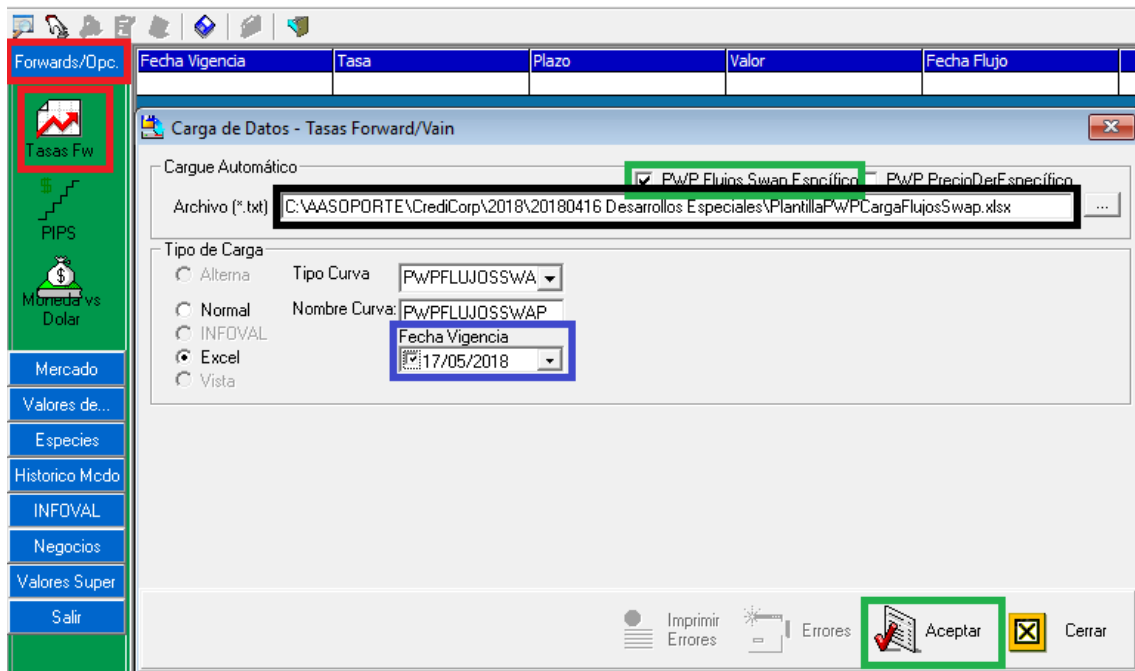 Forwards/Opc.
Fecha Vigencia Tasa Plazo Valor Fecha Flujo
Tasas Fw
PIPS
Moneda vs
Dolar
Mercado
Valores de...
Especies
Historico Mcdo
INFOVAL
Negocios
Valores Super
Salir
Carga de Datos - Tasas Forward/Vain
Cargue Automático
PWP Flujos Swap Espcífico PWP PrecioDerEspecífico
Archivo (*.txt) C:\AASOPORTE\CrediCorp\2018\20180416 Desarrollos Especiales\PlantillaPWPCargaFlujosSwap.xlsx ...
Tipo de Carga
Alterna Tipo Curva PWPFLUJOSSWA
Normal Nombre Curva: PWPFLUJOSSWAP
INFOVAL Fecha Vigencia
Excel 17/05/2018
Vista
Imprimir
Errores Errores Aceptar Cerrar